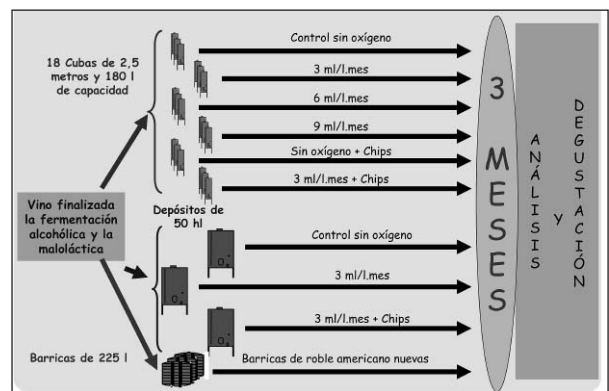 Control sin oxígeno
18 Cubas de 2,5
metros y 180 l
de capacidad
3 ml/l.mes
6 ml/l.mes
9 ml/l.mes
Sin oxígeno + Chips
3 ml/l.mes + Chips
Vino finalizada
la fermentación
alcohólica y la
maloláctica
Depósitos de
50 hl
Control sin oxígeno
3 ml/l.mes
3 ml/l.mes + Chips
Barricas de 225 l
Barricas de roble americano nuevas
3 MESES
ANÁLISIS
y
DEGUSTACIÓN